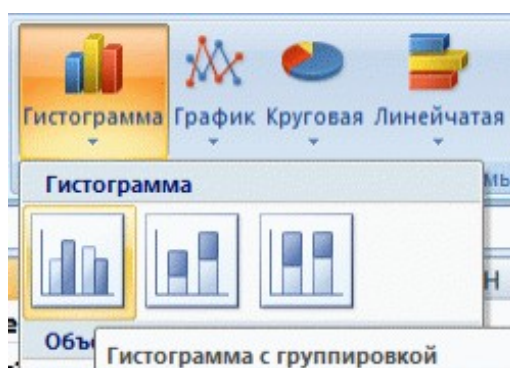 Гистограмма График Круговая Линейчатая
Гистограмма
Н
Гистограмма с группировкой